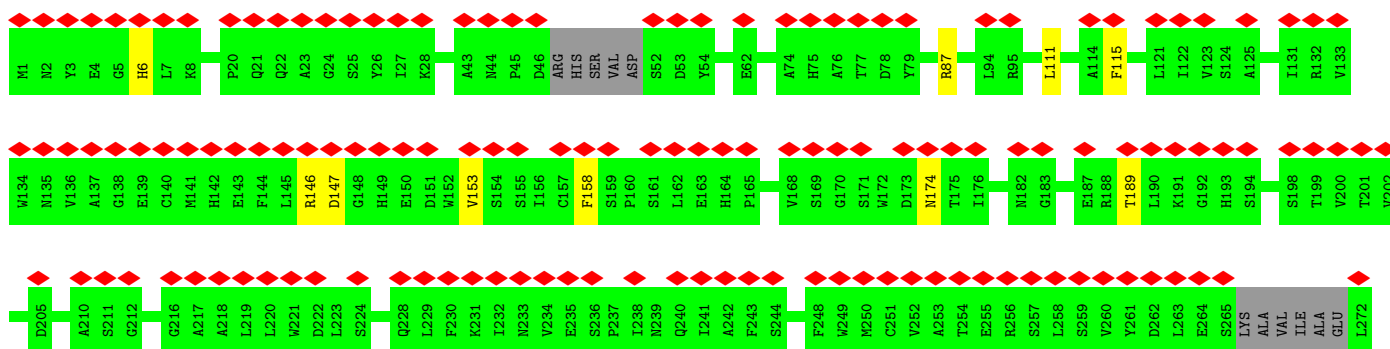 M1 N2 Y3 E4 G5 H6 L7 K8 P20 Q21 Q22 A23 G24 S25 Y26 I27 K28 A43 N44 P45 D46 ARG HIS SER VAL ASP S52 D53 Y54 E62 A74 H75 A76 T77 D78 Y79 R87 L94 R95 L111 A114 F115 L121 I122 V123 S124 A125 I131 R132 V133
W134 N135 V136 A137 G138 E139 C140 M141 H142 E143 F144 L145 R146 D147 G148 H149 E150 D151 W152 V153 S154 S155 I156 C157 F158 S159 P160 S161 L162 E163 H164 P165 V168 S169 G170 S171 W172 D173 N174 T175 I176 N182 G183 E187 R188 T189 L190 K191 G192 H193 S194 S198 T199 V200 T201 V202
D205 A210 S211 G212 G216 A217 A218 L219 L220 W221 D222 L223 S224 Q228 L229 F230 K231 I232 N233 V234 E235 S236 P237 I238 N239 Q240 I241 A242 F243 S244 F248 W249 M250 C251 V252 A253 T254 E255 R256 S257 L258 S259 V260 Y261 D262 L263 E264 S265 LYS ALA VAL ILE ALA GLU L272